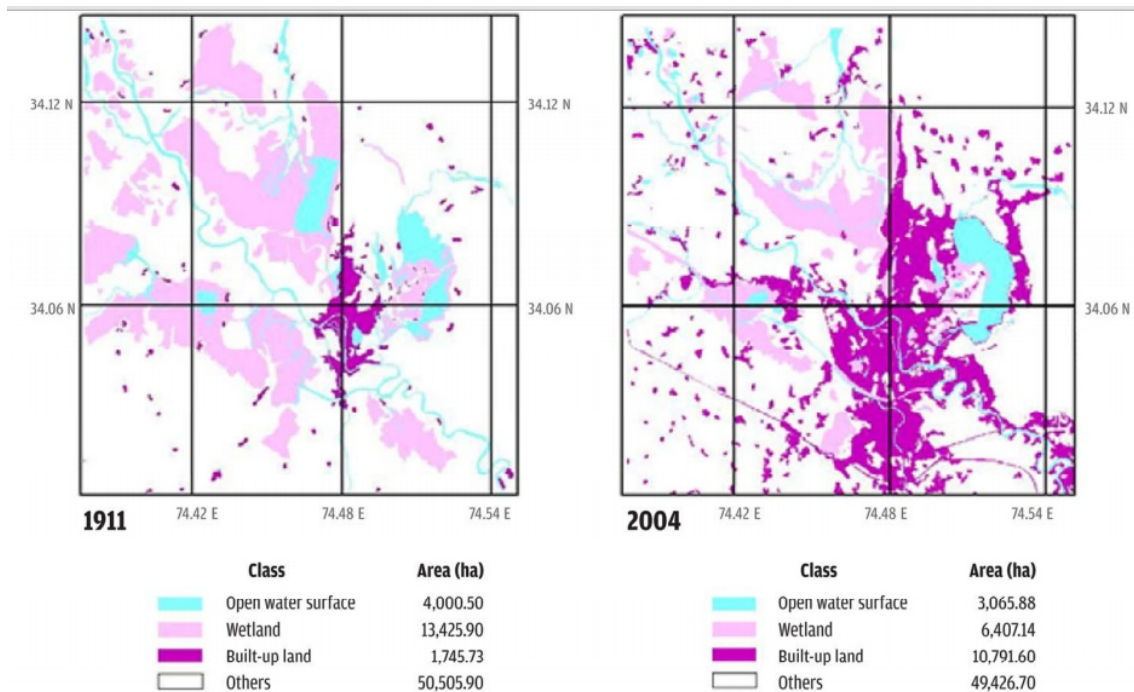 34.12 N
34.12 N
34.12 N
34.06 N
34.06 N
34.06 N
1911
74.42 E
74.48 E
74.54 E
2004
74.42 E
74.48 E
74.54 E
Class Area (ha)
Open water surface 4,000.50
Wetland 13,425.90
Built-up land 1,745.73
Others 50,505.90
Class Area (ha)
Open water surface 3,065.88
Wetland 6,407.14
Built-up land 10,791.60
Others 49,426.70